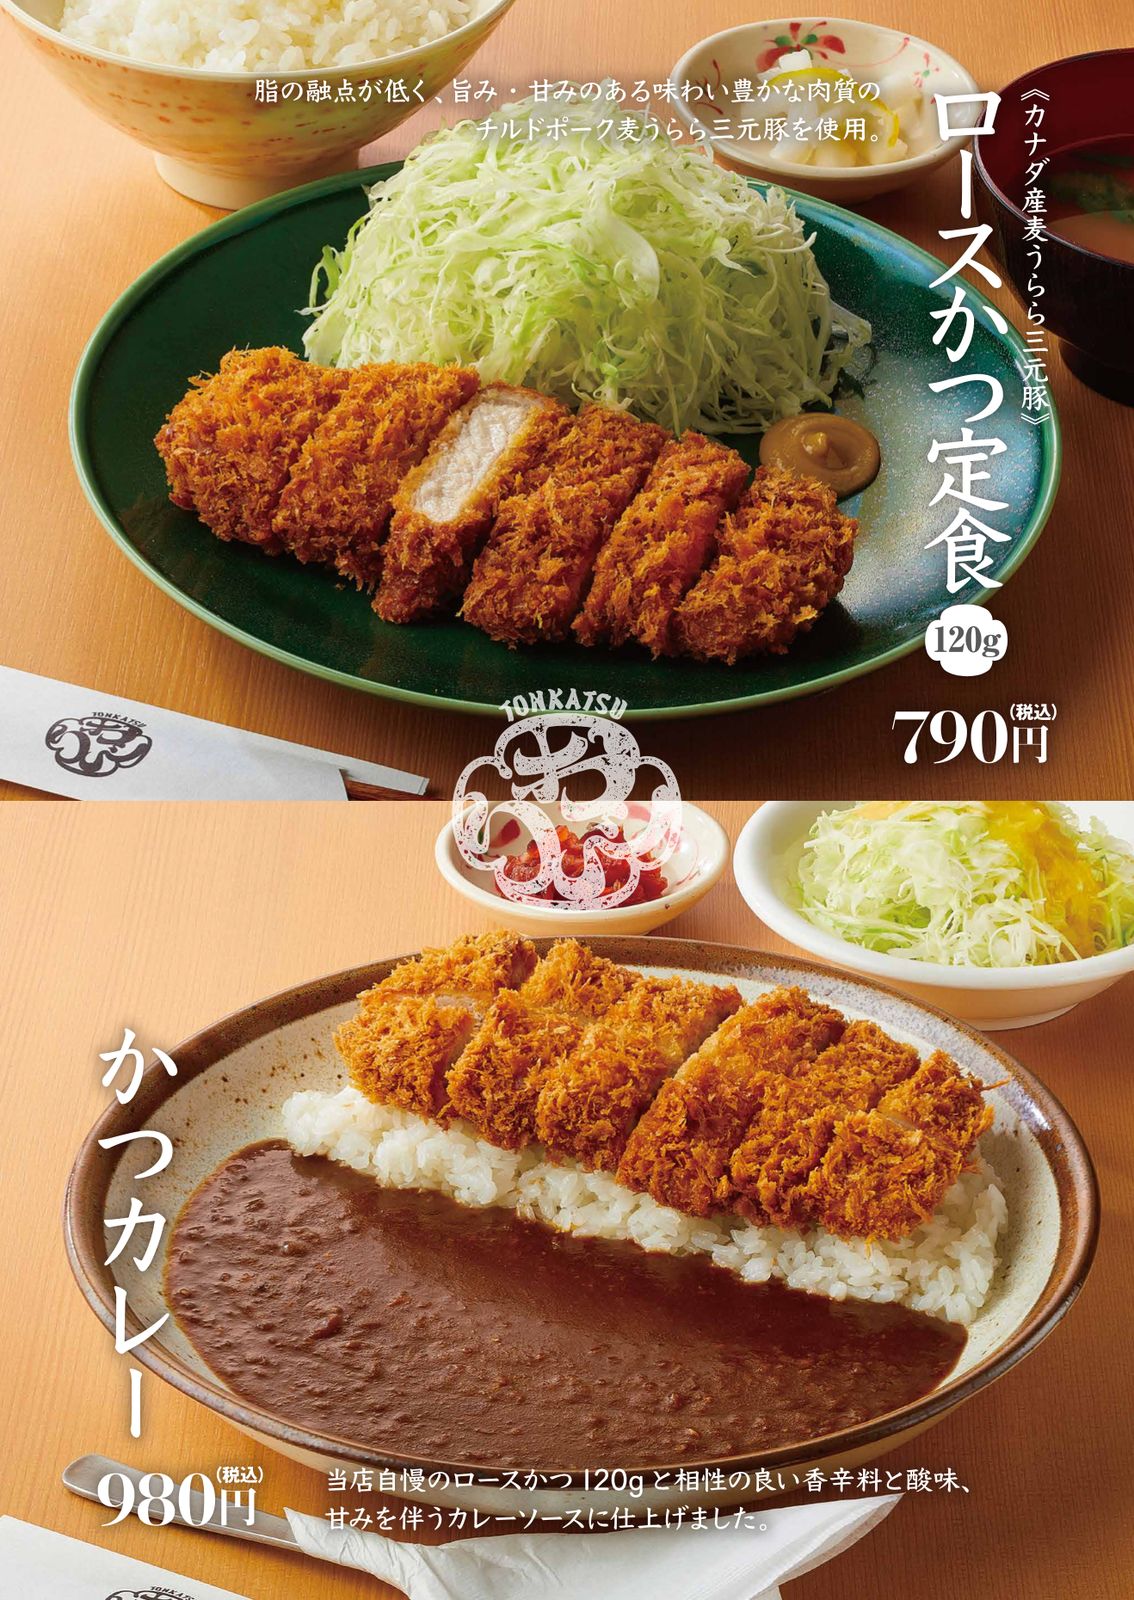 脂の融点が低く、旨み・甘みのある味わい豊かな肉質の
チルドポーク麦うらら三元豚を使用。
《カナダ産麦うらら三元豚》
ロースかつ定食
120g
790円(税込)
TONKATSU
TONKATSU
かつカレー
980円(税込)
当店自慢のロースかつ120gと相性の良い香辛料と酸味、
甘みを伴うカレーソースに仕上げました。
TONKATSU